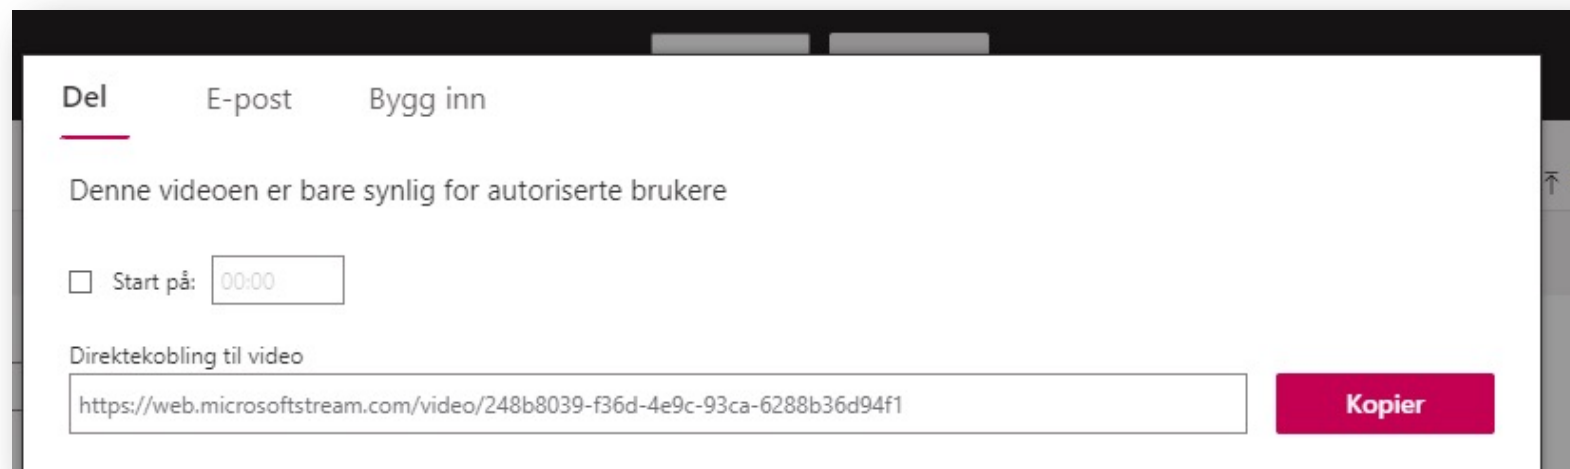 Del E-post Bygg inn
Denne videoen er bare synlig for autoriserte brukere
Start på: 00:00
Direktekobling til video
https://web.microsoftstream.com/video/248b8039-f36d-4e9c-93ca-6288b36d94f1 Kopier